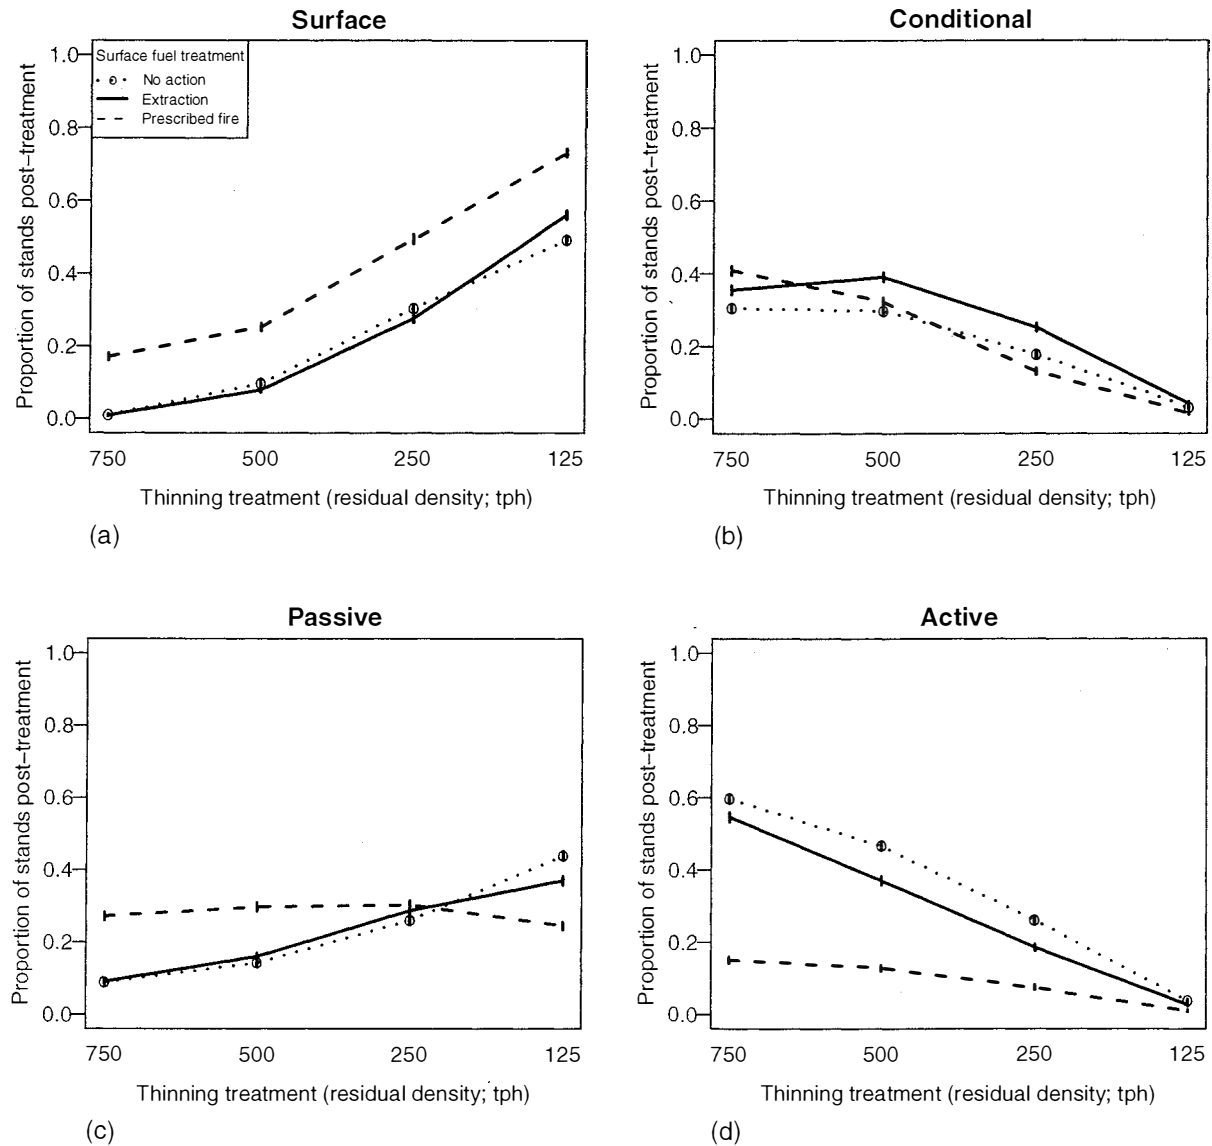 Surface
Proportion of stands post-treatment
1.0
0.8
0.6
0.4
0.2
0.0
Surface fuel treatment
No action
Extraction
Prescribed fire
750 500 250 125
Thinning treatment (residual density; tph)
(a)
Conditional
Proportion of stands post-treatment
1.0
0.8
0.6
0.4
0.2
0.0
750 500 250 125
Thinning treatment (residual density; tph)
(b)
Passive
Proportion of stands post-treatment
1.0
0.8
0.6
0.4
0.2
0.0
750 500 250 125
Thinning treatment (residual density; tph)
(c)
Active
Proportion of stands post-treatment
1.0
0.8
0.6
0.4
0.2
0.0
750 500 250 125
Thinning treatment (residual density; tph)
(d)